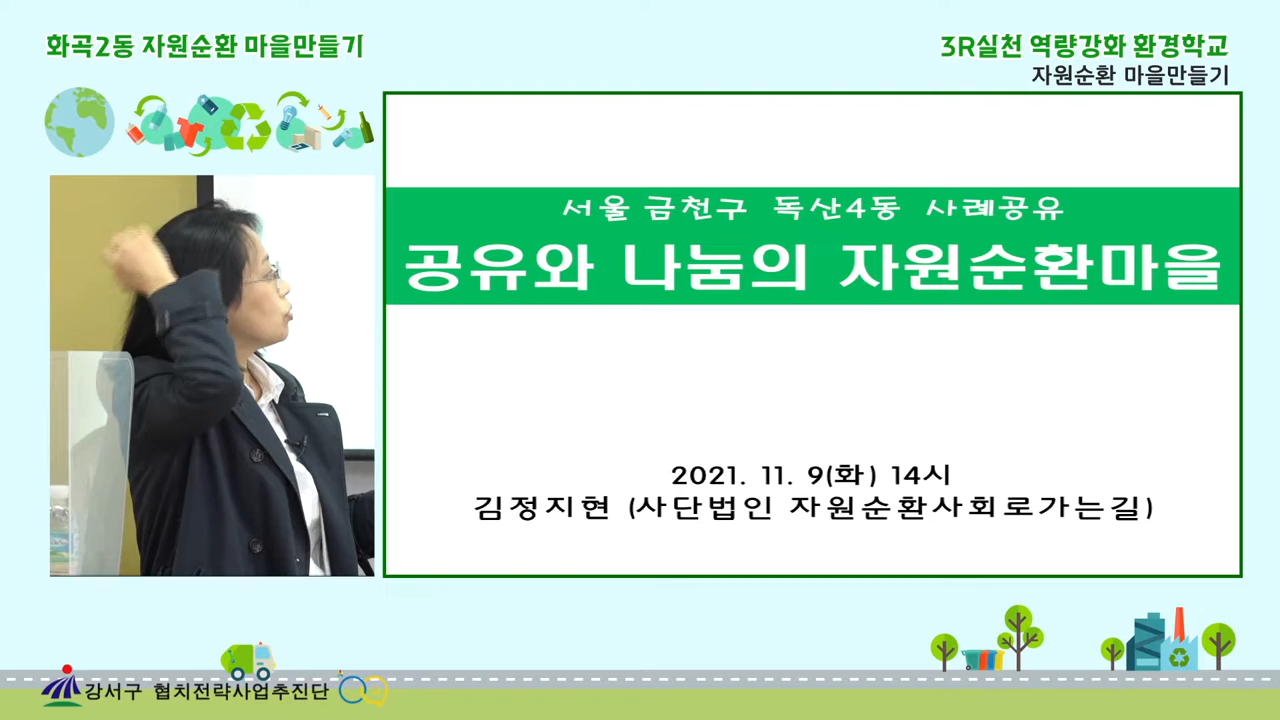 화곡2동 자원순환 마을만들기
3R실천 역량강화 환경학교
자원순환 마을만들기
서울 금천구 독산4동 사례공유
공유와 나눔의 자원순환마을
2021. 11. 9(화) 14시
김정지현 (사단법인 자원순환사회로가는길)
강서구 협치전략사업추진단